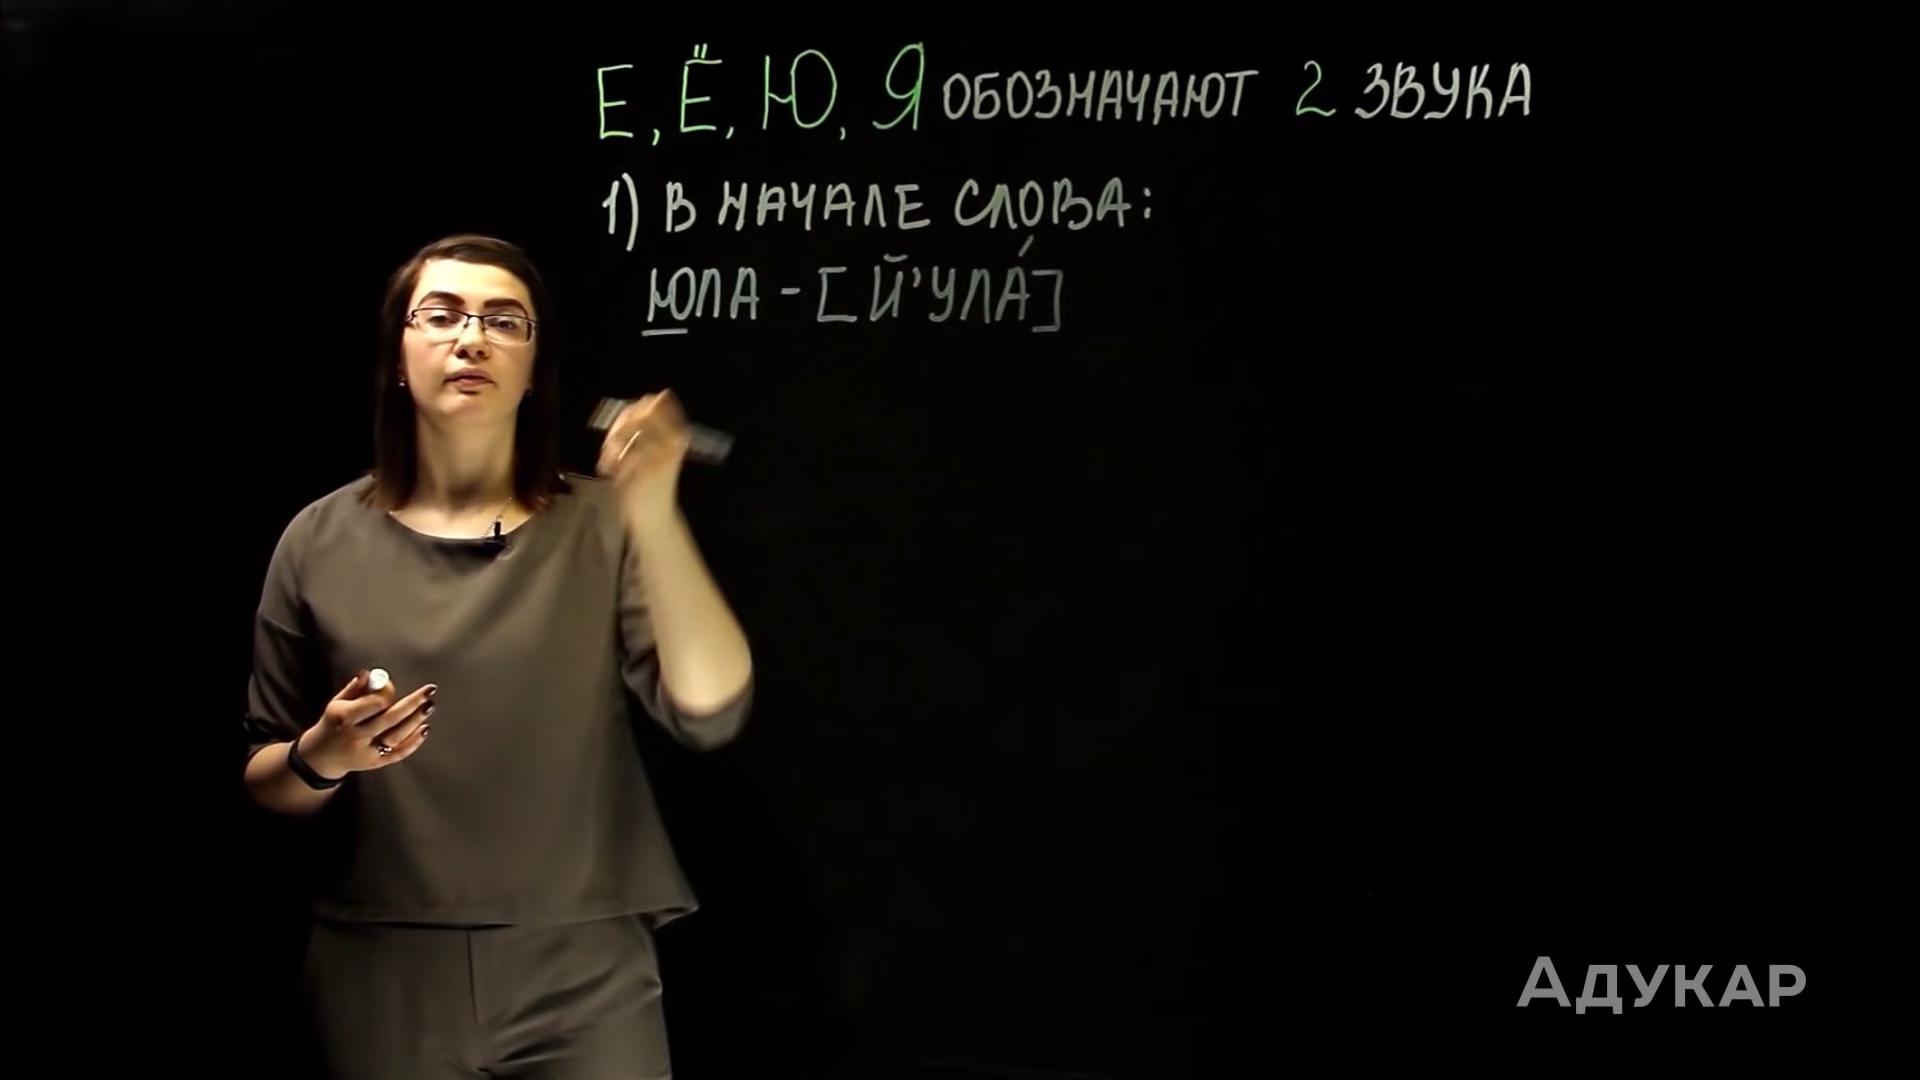 Е, Ё, Ю, Я ОБОЗНАЧАЮТ 2 ЗВУКА
1) В НАЧАЛЕ СЛОВА:
ЮЛА - [Й'УЛА́]
АДУКАР